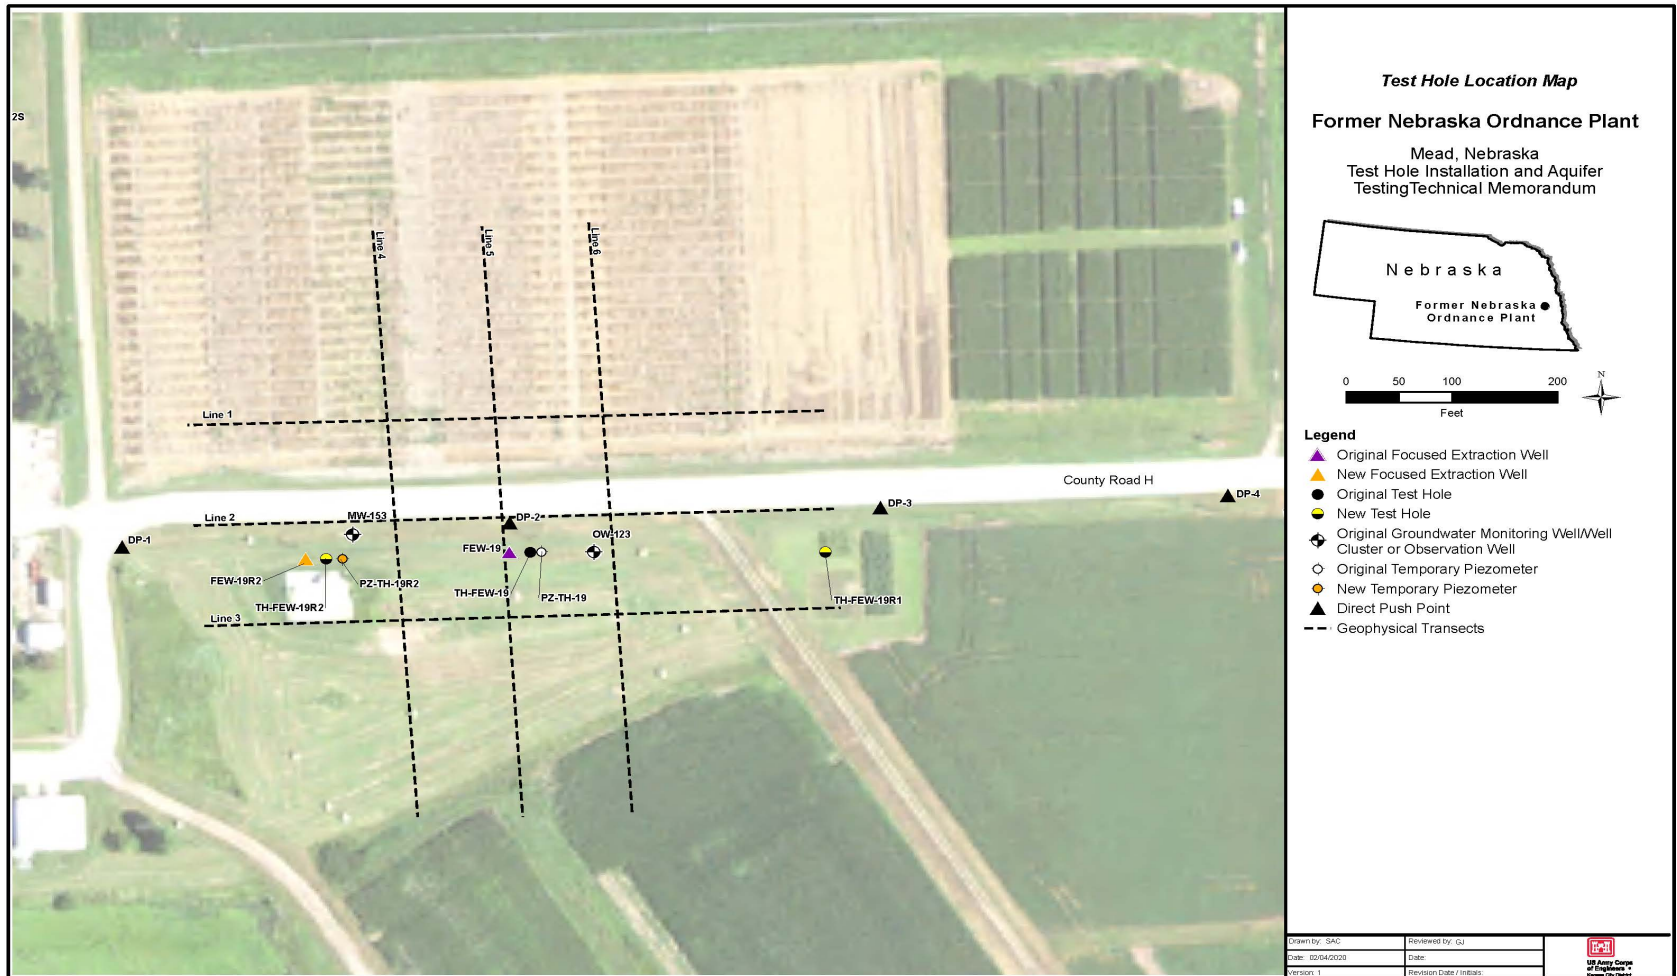 2S
Line 4
Line 5
Line 6
Line 1
County Road H
DP-4
DP-3
Line 2
MW-153
DP-2
OW-123
DP-1
FEW-19
FEW-19R2
PZ-TH-19R2
TH-FEW-19
PZ-TH-19
TH-FEW-19R2
TH-FEW-19R1
Line 3
Test Hole Location Map
Former Nebraska Ordnance Plant
Mead, Nebraska
Test Hole Installation and Aquifer
TestingTechnical Memorandum
Nebraska
Former Nebraska
Ordnance Plant
0 50 100 200
Feet
N
Legend
Original Focused Extraction Well
New Focused Extraction Well
Original Test Hole
New Test Hole
Original Groundwater Monitoring Well/Well
Cluster or Observation Well
Original Temporary Piezometer
New Temporary Piezometer
Direct Push Point
Geophysical Transects
Drawn by: SAC
Reviewed by: GJ
Date: 02/04/2020
Date:
Version: 1
Revision Date / Initials:
US Army Corps
of Engineers
Kansas City District